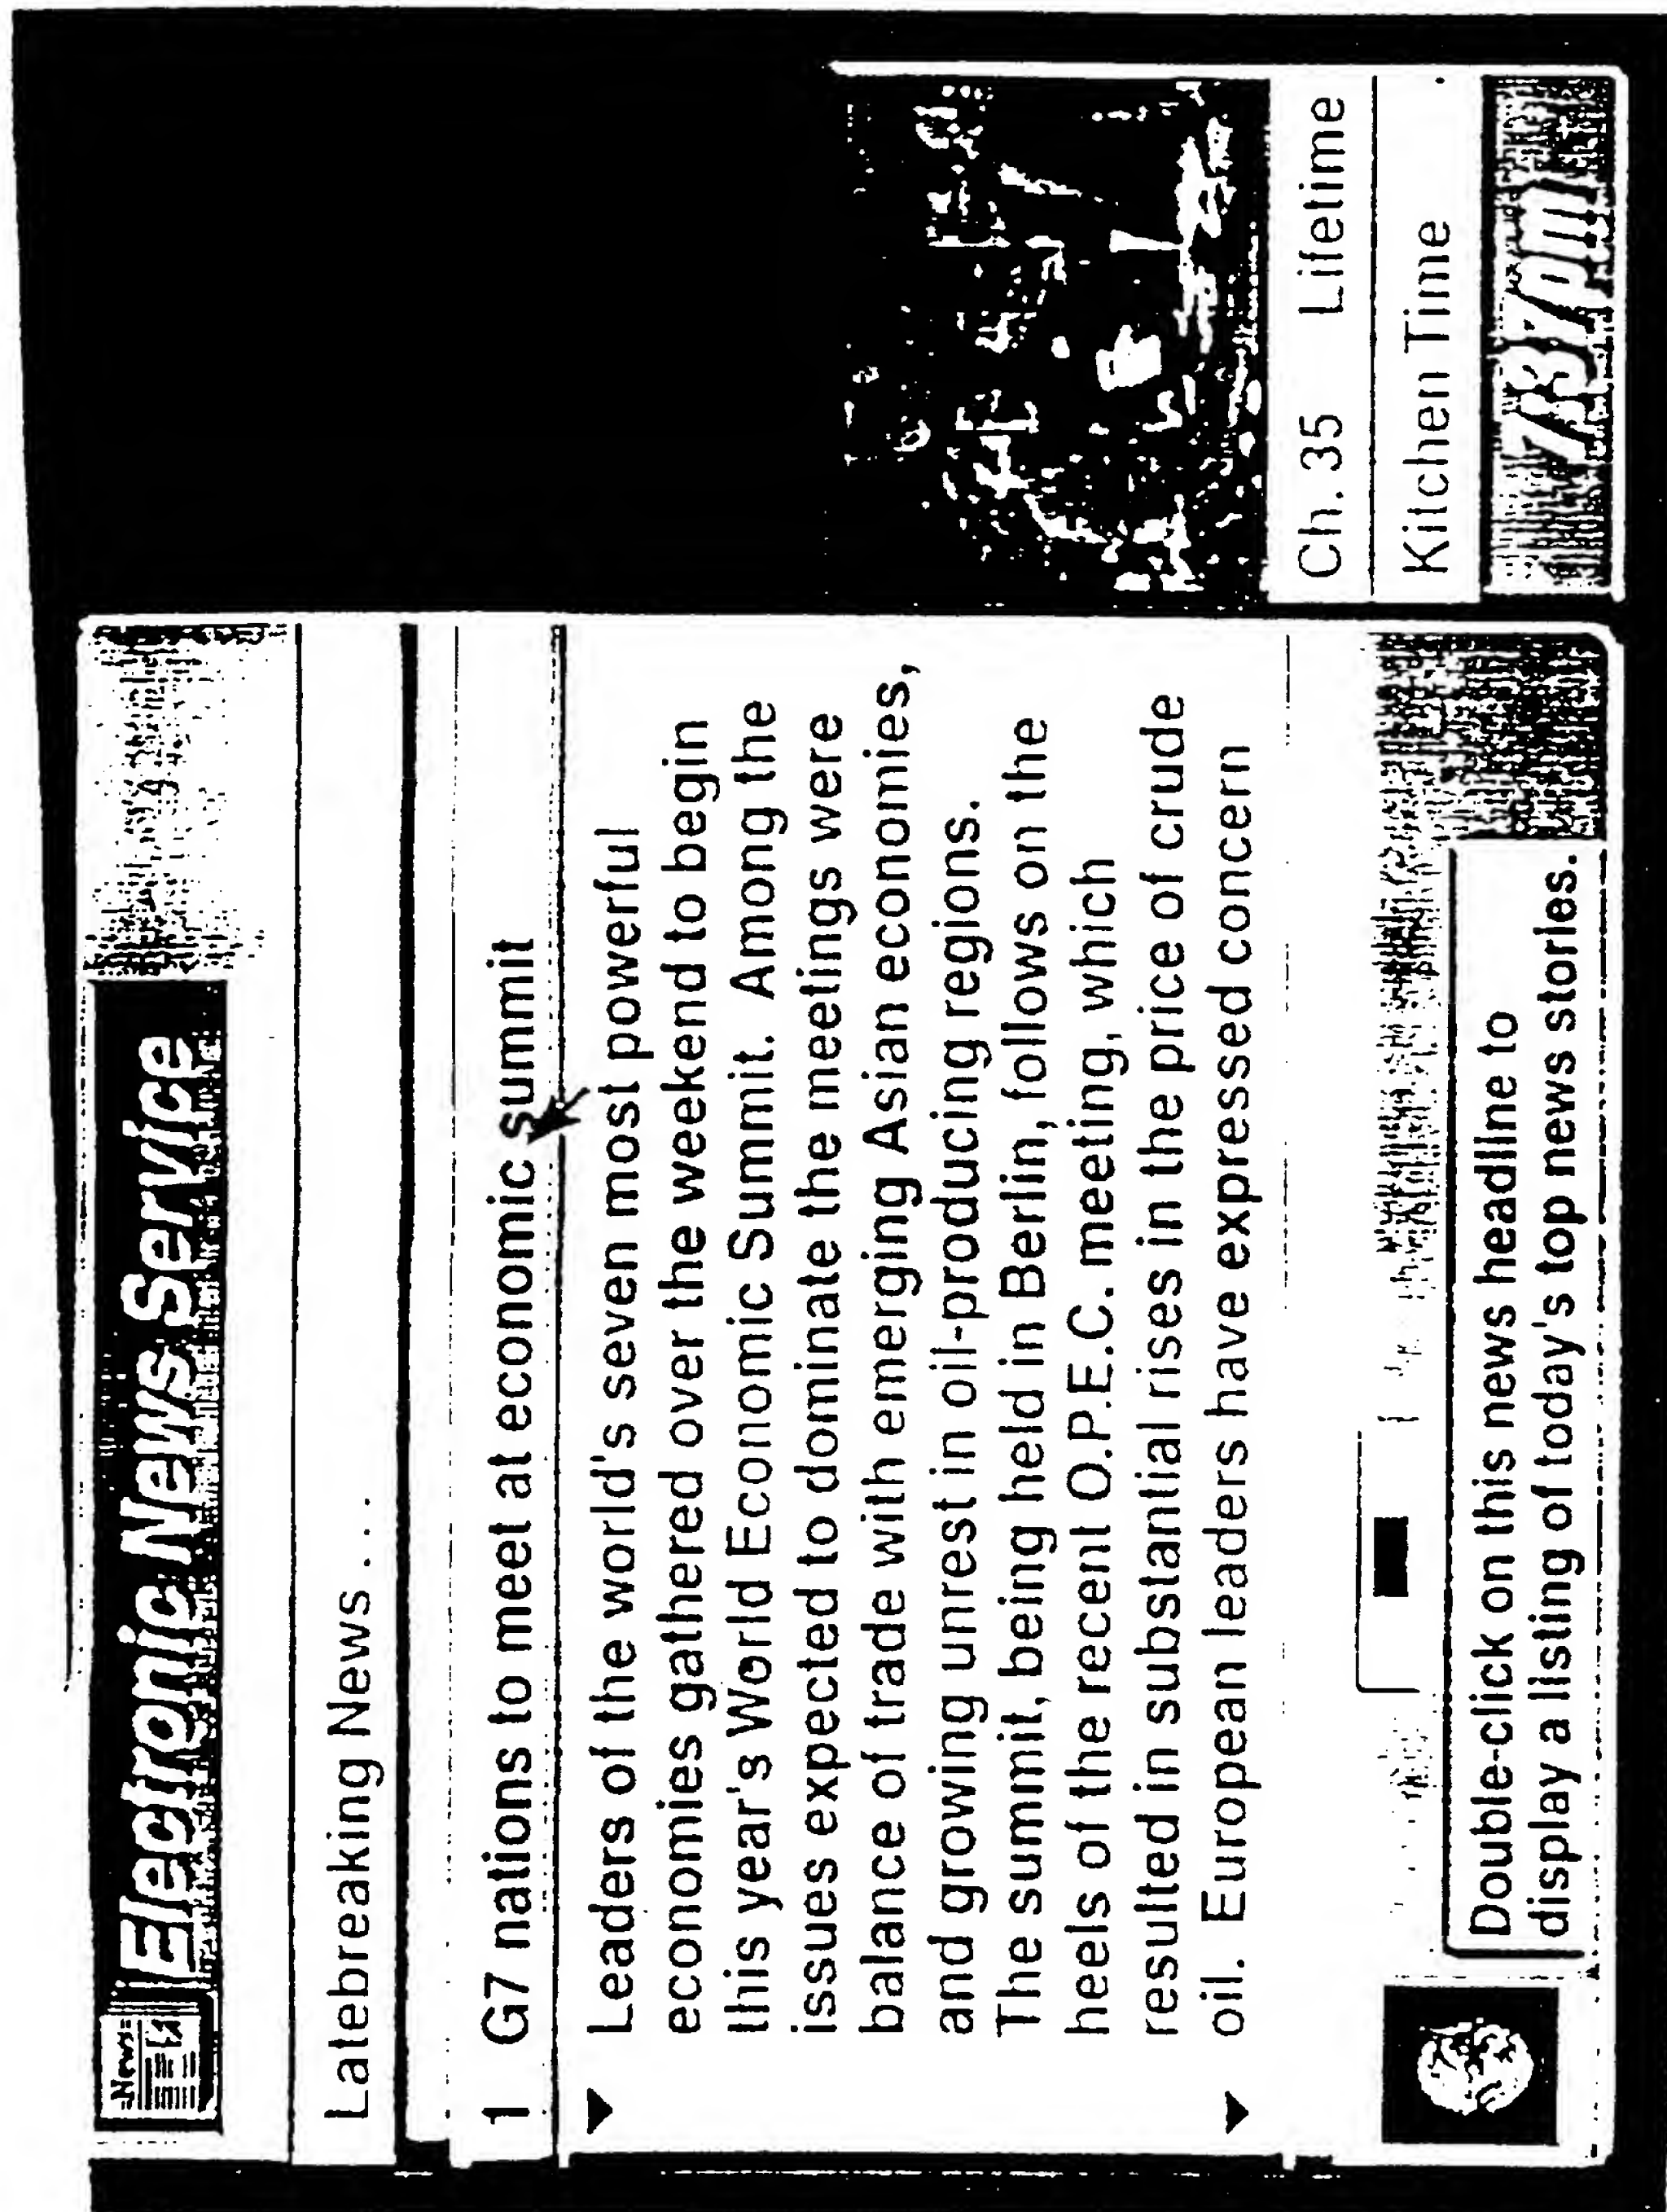 News
Electronic News Service
Latebreaking News . . .
1 G7 nations to meet at economic summit
Leaders of the world's seven most powerful
economies gathered over the weekend to begin
this year's World Economic Summit. Among the
issues expected to dominate the meetings were
balance of trade with emerging Asian economies,
and growing unrest in oil-producing regions.
The summit, being held in Berlin, follows on the
heels of the recent O.P.E.C. meeting, which
resulted in substantial rises in the price of crude
oil. European leaders have expressed concern
Double-click on this news headline to
display a listing of today's top news stories.
Ch. 35 Lifetime
Kitchen Time